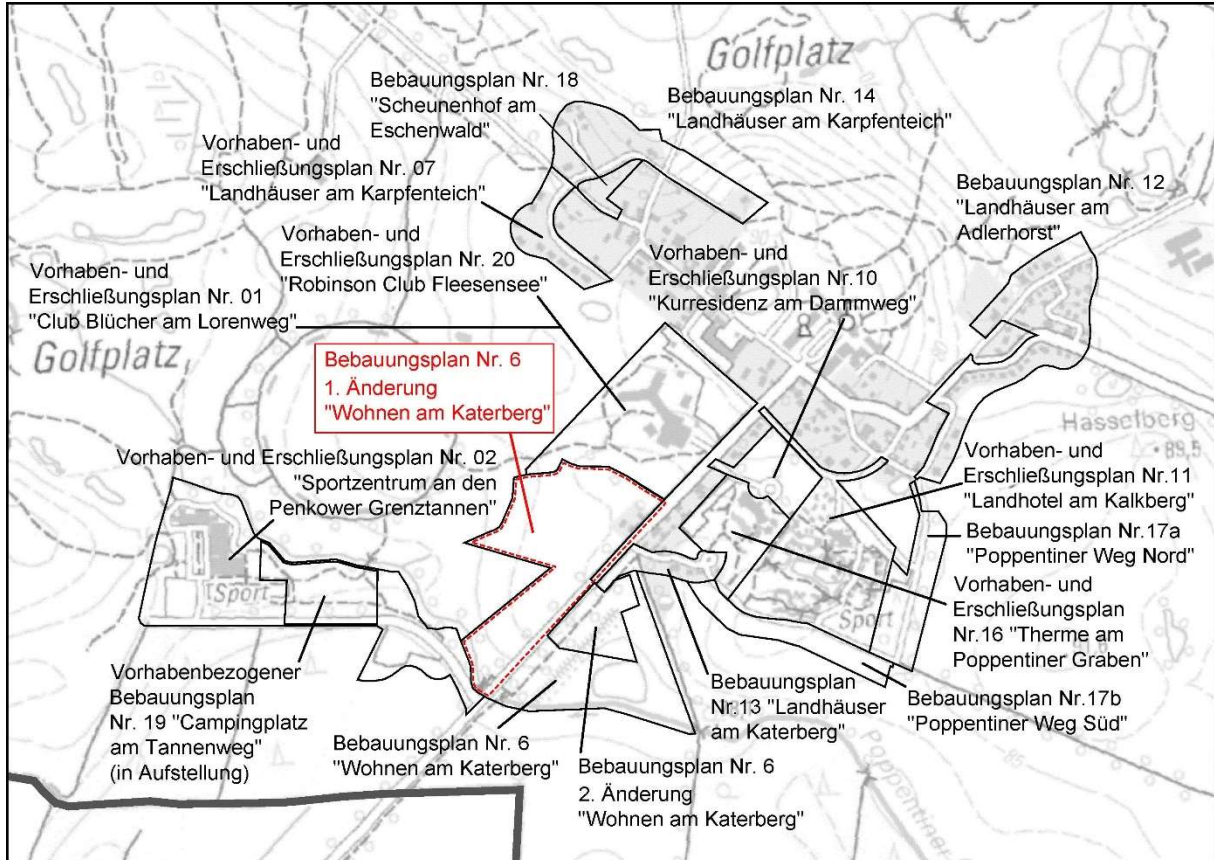 Golfplatz
Bebauungsplan Nr. 18
"Scheunenhof am
Eschenwald"
Bebauungsplan Nr. 14
"Landhäuser am Karpfenteich"
Vorhaben- und
Erschließungsplan Nr. 07
"Landhäuser am Karpfenteich"
Bebauungsplan Nr. 12
"Landhäuser am
Adlerhorst"
Vorhaben- und
Erschließungsplan Nr. 20
"Robinson Club Fleesensee"
Vorhaben- und
Erschließungsplan Nr.10
"Kurresidenz am Dammweg"
Vorhaben- und
Erschließungsplan Nr. 01
"Club Blücher am Lorenweg"
Golfplatz
Bebauungsplan Nr. 6
1. Änderung
"Wohnen am Katerberg"
Hasselberg
89,5
Vorhaben- und Erschließungsplan Nr. 02
"Sportzentrum an den
Penkower Grenztannen"
Vorhaben- und
Erschließungsplan Nr.11
"Landhotel am Kalkberg"
Bebauungsplan Nr.17a
"Poppentiner Weg Nord"
Sport
Sport
Vorhaben- und
Erschließungsplan
Nr.16 "Therme am
Poppentiner Graben"
Vorhabenbezogener
Bebauungsplan
Nr. 19 "Campingplatz
am Tannenweg"
(in Aufstellung)
Bebauungsplan Nr. 6
"Wohnen am Katerberg"
Bebauungsplan Nr. 6
2. Änderung
"Wohnen am Katerberg"
Bebauungsplan
Nr.13 "Landhäuser
am Katerberg"
Bebauungsplan Nr.17b
"Poppentiner Weg Süd"
85
Poppentiner